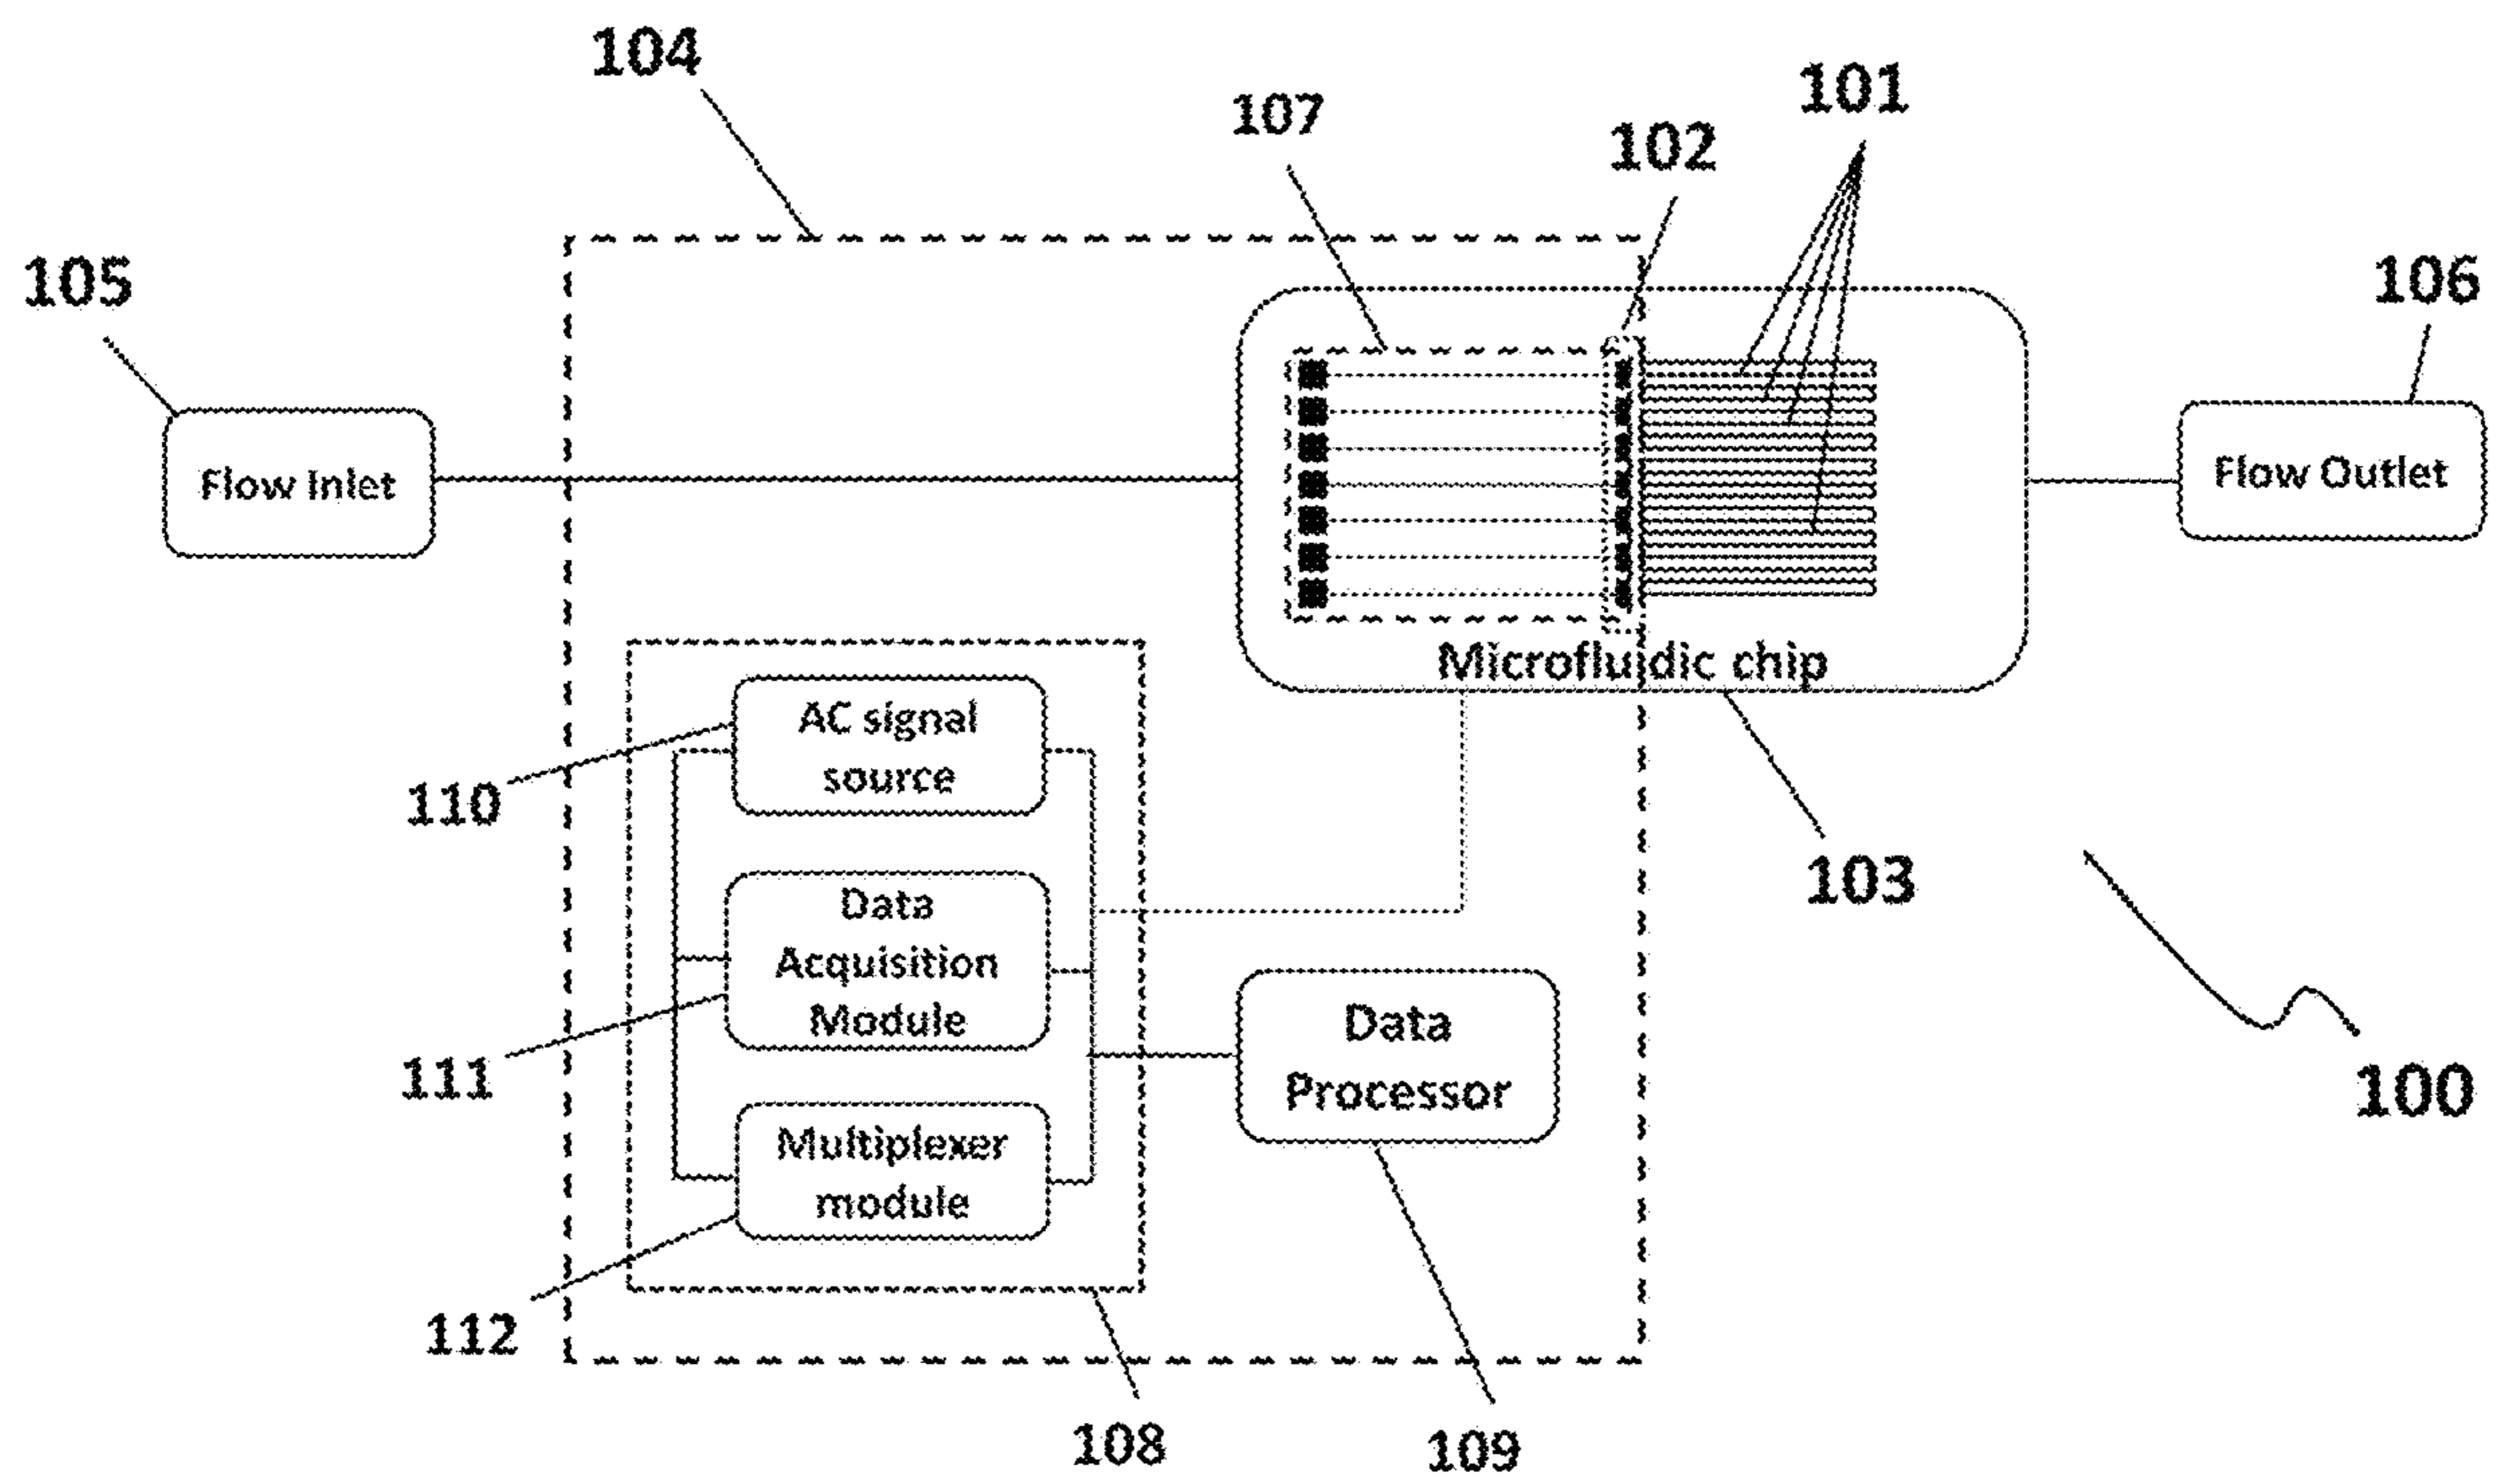 104
107
102
101
105
106
Flow Inlet
Flow Outlet
Microfluidic chip
AC signal
source
110
103
Data
Acquisition
Module
111
Data
Processor
100
Multiplexer
module
112
108
109